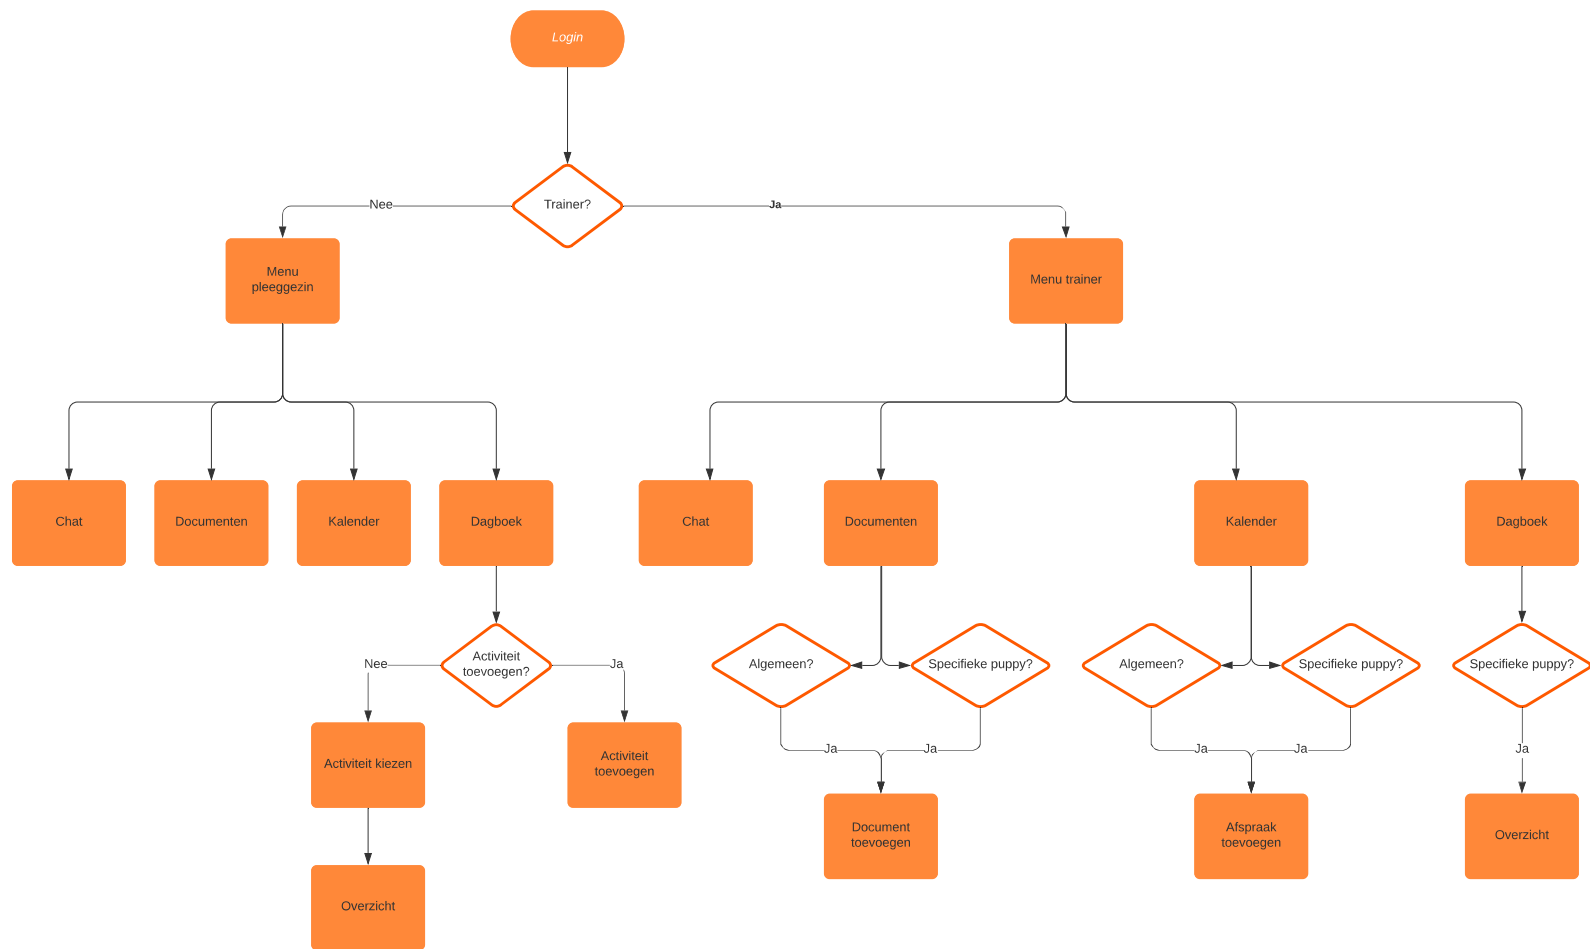 Login
Trainer?
Nee
Ja
Menu
pleeggezin
Menu trainer
Chat
Documenten
Kalender
Dagboek
Chat
Documenten
Kalender
Dagboek
Activiteit
toevoegen?
Nee
Ja
Algemeen?
Specifieke puppy?
Algemeen?
Specifieke puppy?
Specifieke puppy?
Ja
Ja
Ja
Ja
Ja
Activiteit kiezen
Activiteit
toevoegen
Document
toevoegen
Afspraak
toevoegen
Overzicht
Overzicht